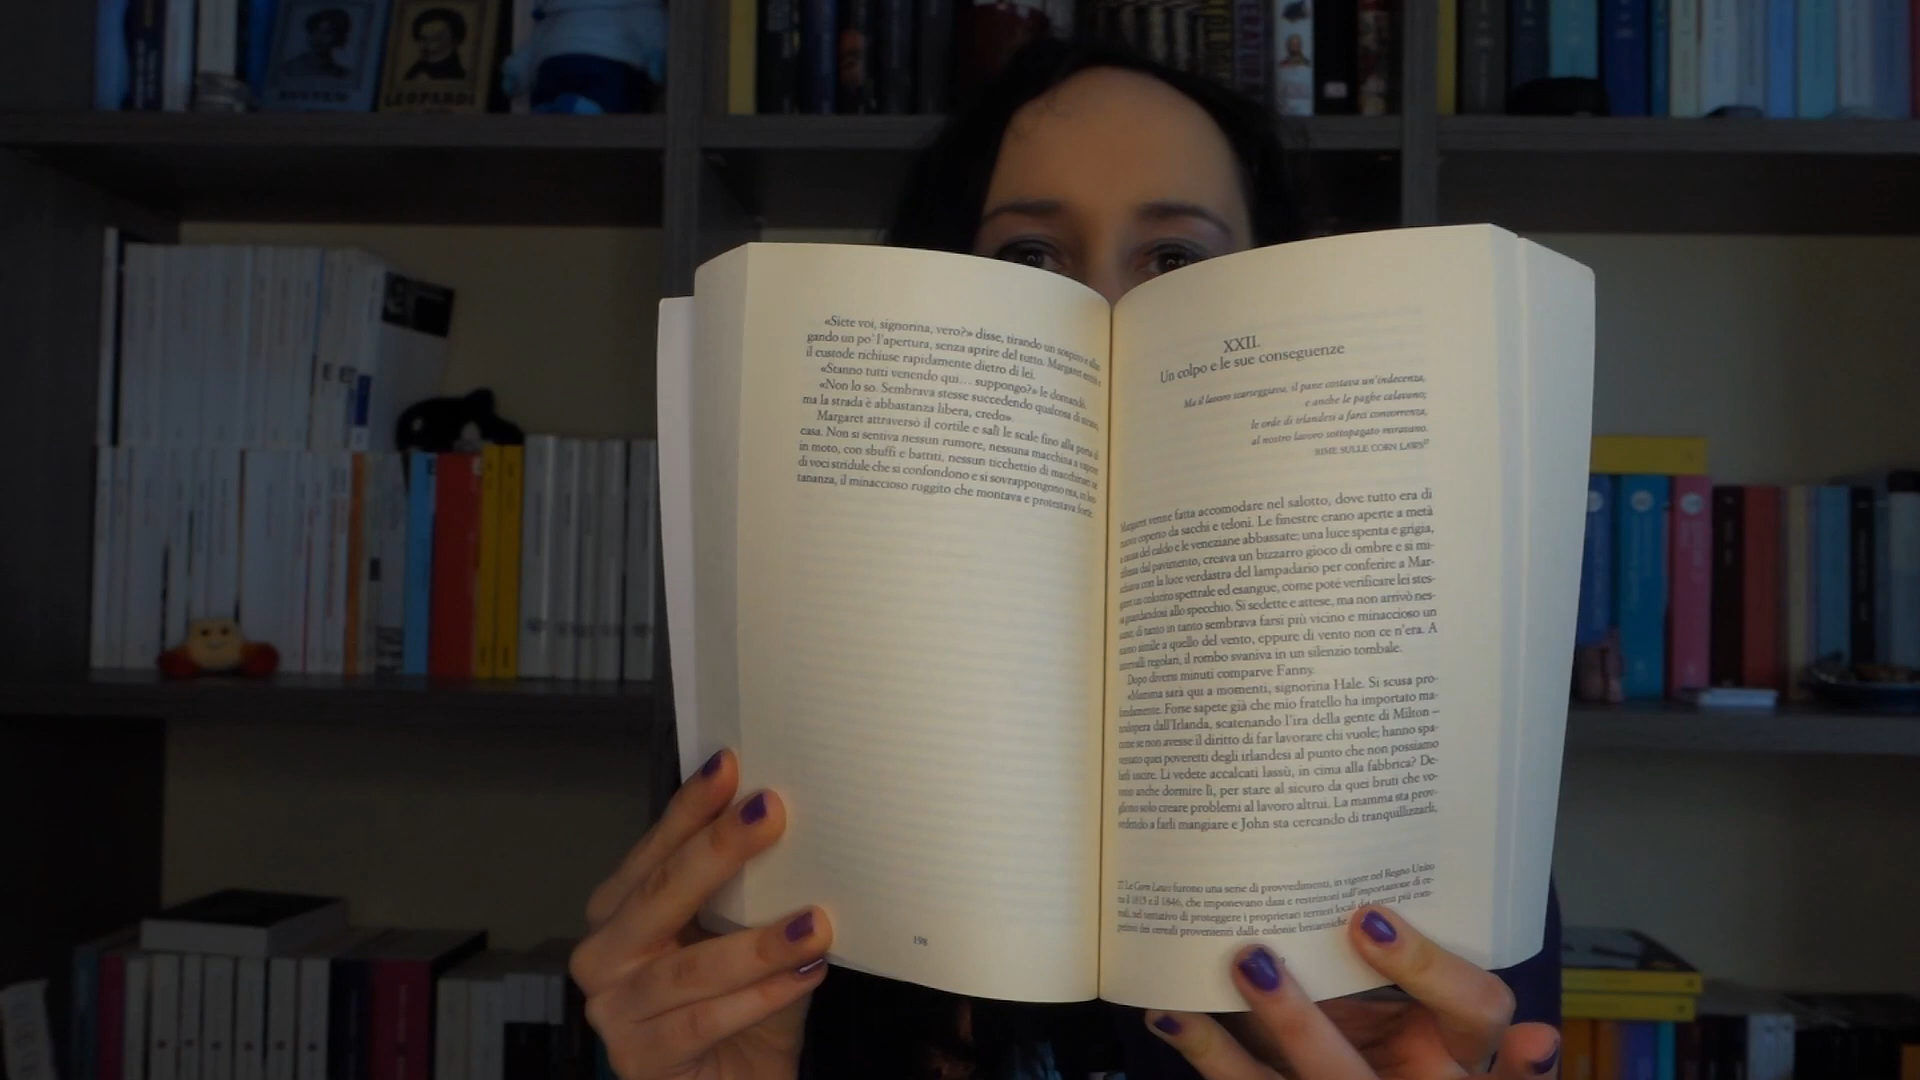 LEOPARDI
«Siete voi, signorina, vero?» disse, tirando un sospiro e
gando un po' l'apertura, senza aprire del tutto. Margaret entrò e
il custode richiuse rapidamente dietro di lei.
«Stanno tutti venendo qui… suppongo?» le domandò.
«Non lo so. Sembrava stesse succedendo qualcosa di strano,
ma la strada è abbastanza libera, credo».
Margaret attraversò il cortile e salì le scale fino alla porta di
casa. Non si sentiva nessun rumore, nessuna macchina a vapore
in moto, con sbuffi e battiti, nessun ticchettio di macchinari né
di voci stridule che si confondono e si sovrappongono ma, in lon-
tananza, il minaccioso ruggito che montava e protestava forte.
198
XXII.
Un colpo e le sue conseguenze
Ma il lavoro scarseggiava, il pane costava un'indecenza,
e anche le paghe calavano;
le orde di irlandesi a farci concorrenza,
al nostro lavoro sottopagato miravano.
RIME SULLE CORN LAWS27
Margaret venne fatta accomodare nel salotto, dove tutto era di
nuovo coperto da sacchi e teloni. Le finestre erano aperte a metà
a causa del caldo e le veneziane abbassate; una luce spenta e grigia,
riflessa dal pavimento, creava un bizzarro gioco di ombre e si mi-
schiava con la luce verdastra del lampadario per conferire a Mar-
garet un colorito spettrale ed esangue, come poté verificare lei stes-
sa guardandosi allo specchio. Si sedette e attese, ma non arrivò nes-
suno; di tanto in tanto sembrava farsi più vicino e minaccioso un
suono simile a quello del vento, eppure di vento non ce n'era. A
intervalli regolari, il rombo svaniva in un silenzio tombale.
Dopo diversi minuti comparve Fanny.
«Mamma sarà qui a momenti, signorina Hale. Si scusa pro-
fondamente. Forse sapete già che mio fratello ha importato ma-
nodopera dall'Irlanda, scatenando l'ira della gente di Milton –
come se non avesse il diritto di far lavorare chi vuole; hanno spa-
ventato quei poveretti degli irlandesi al punto che non possiamo
farli uscire. Li vedete accalcati lassù, in cima alla fabbrica? De-
vono anche dormire lì, per stare al sicuro da quei bruti che vo-
gliono solo creare problemi al lavoro altrui. La mamma sta prov-
vedendo a farli mangiare e John sta cercando di tranquillizzarli,
27 Le Corn Laws furono una serie di provvedimenti, in vigore nel Regno Unito
tra il 1815 e il 1846, che imponevano dazi e restrizioni sull'importazione di ce-
reali, nel tentativo di proteggere i proprietari terrieri locali dai prezzi più com-
petitivi dei cereali provenienti dalle colonie britanniche.